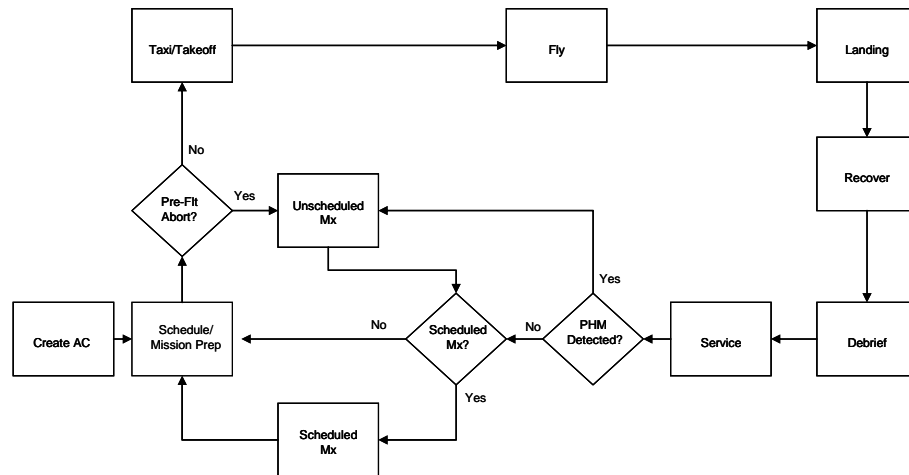 Taxi/Takeoff
Fly
Landing
No
Recover
Pre-Flt
Abort?
Yes
Unscheduled
Mx
Yes
Create AC
Schedule/
Mission Prep
No
Scheduled
Mx?
No
PHM
Detected?
Service
Debrief
Yes
Scheduled
Mx